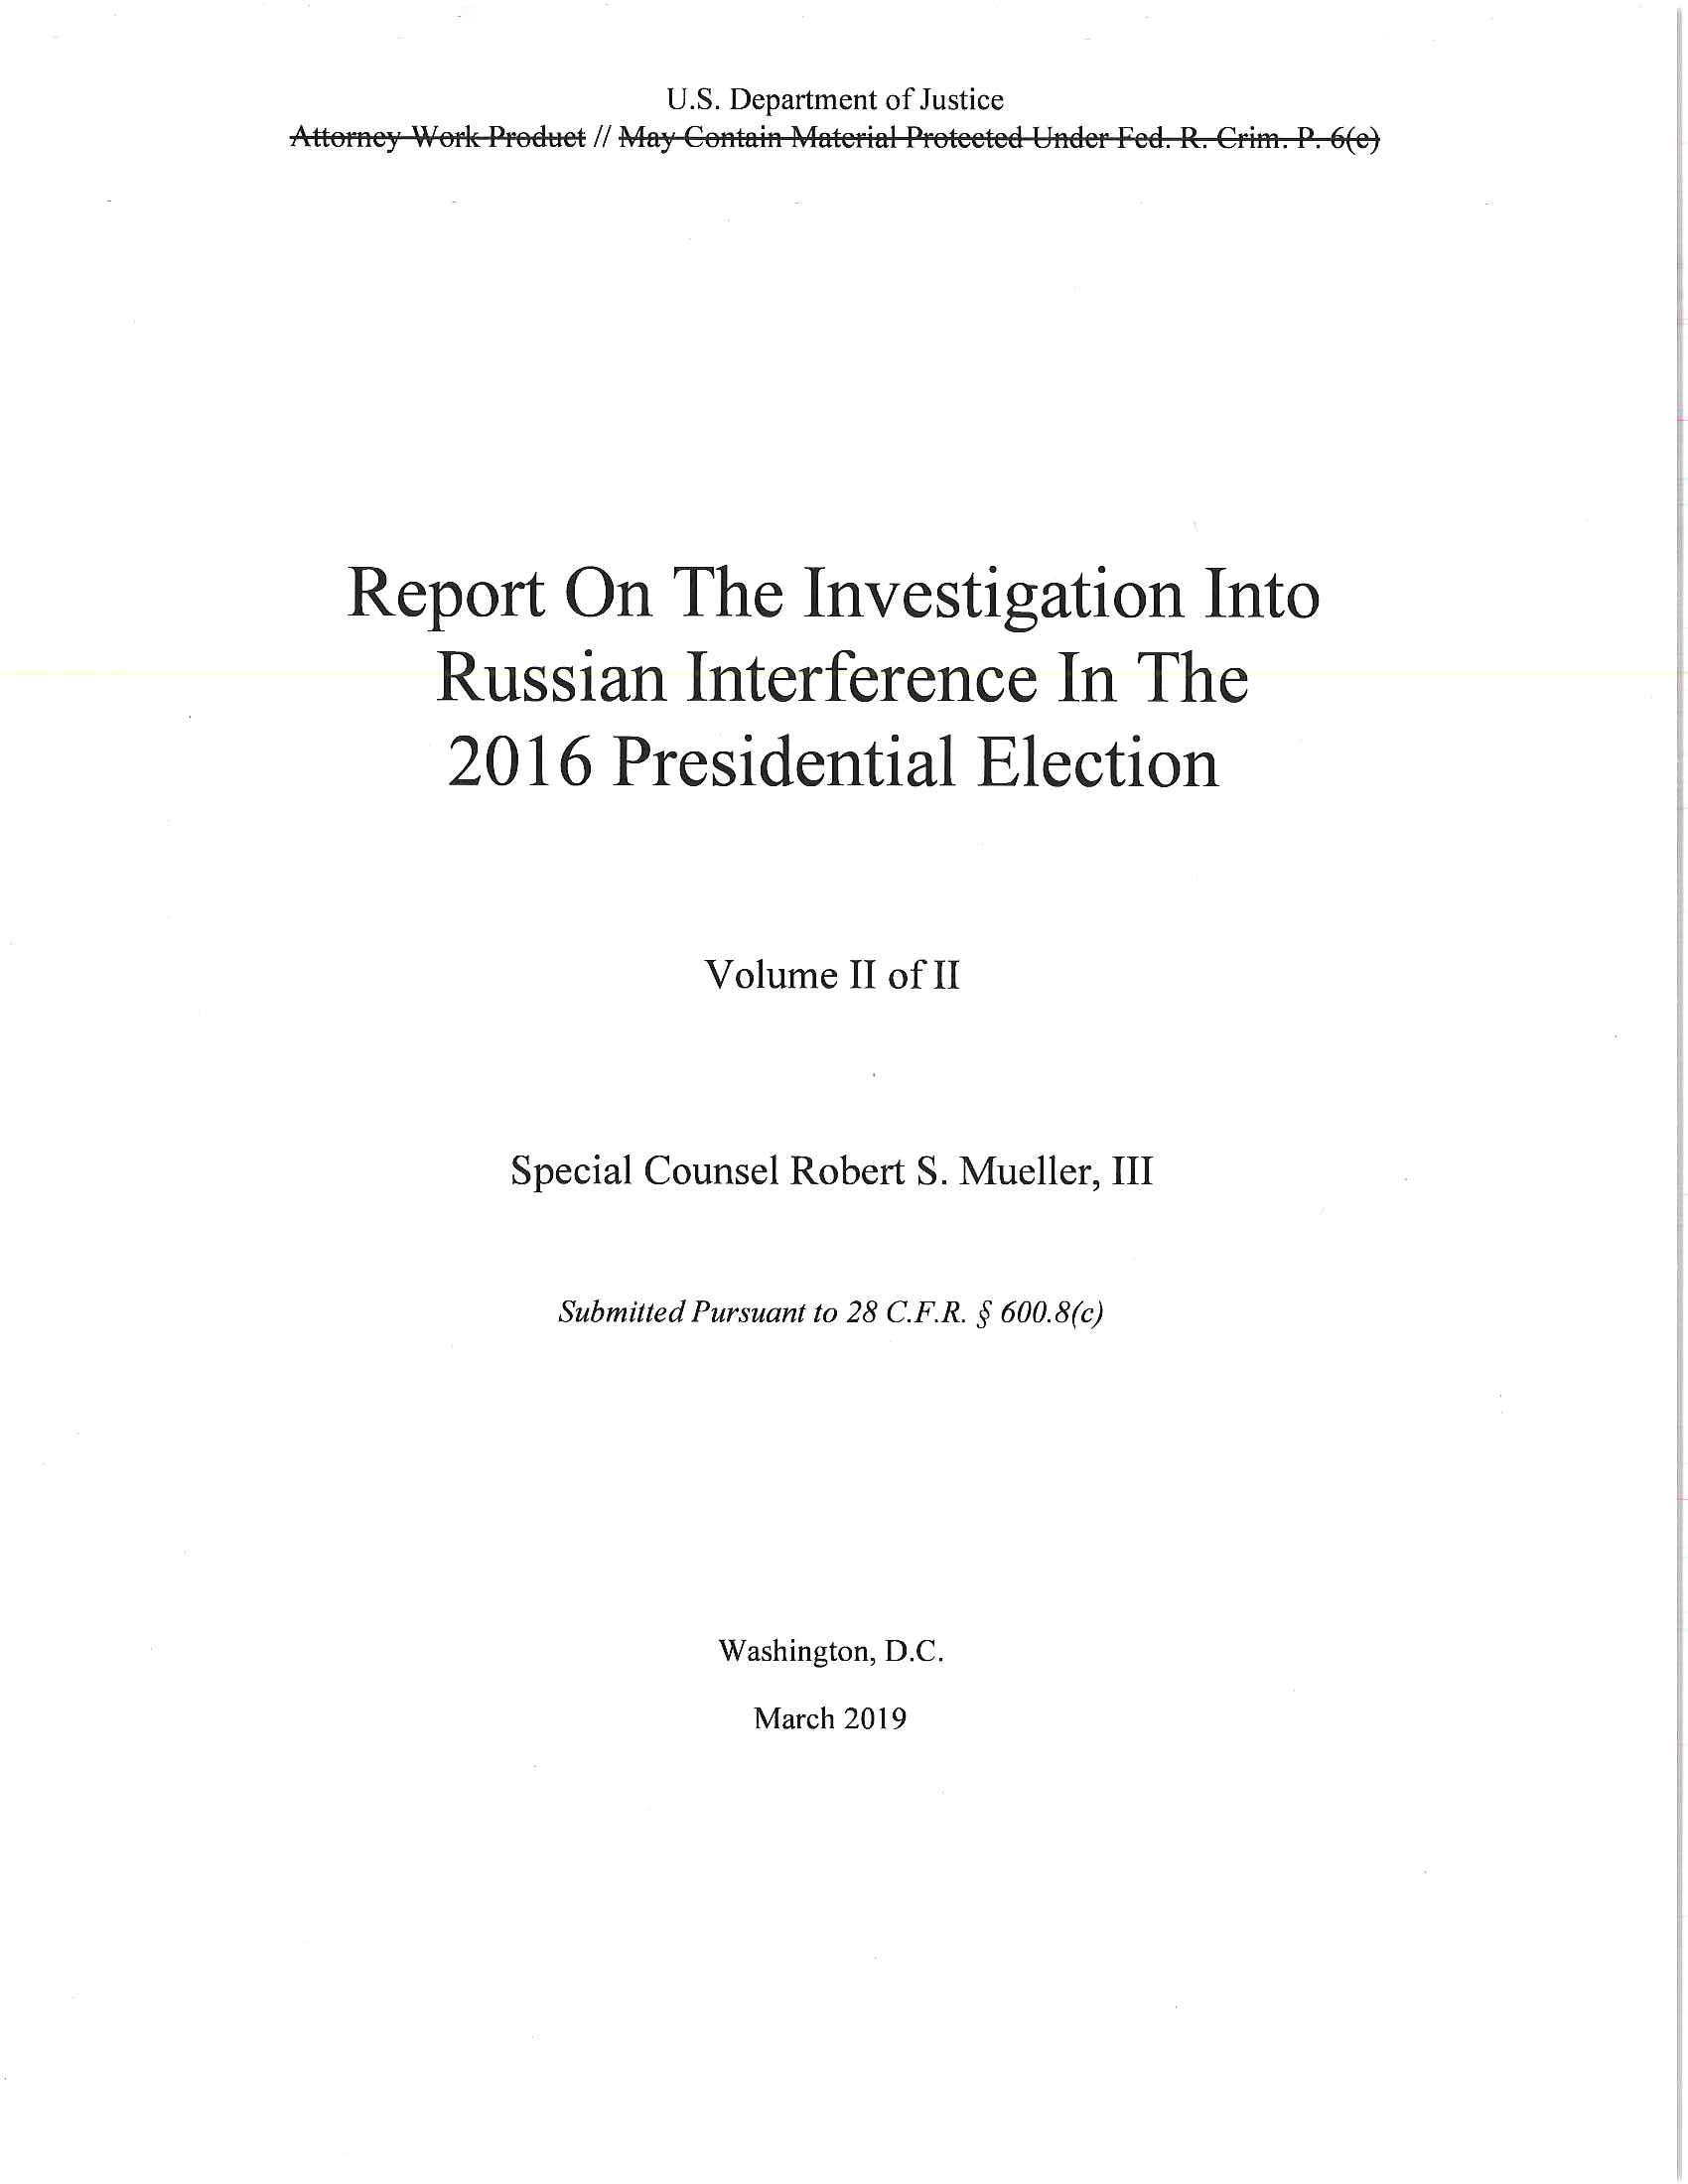 U.S. Department of Justice
Attorney Work Product // May Contain Material Protected Under Fed. R. Crim. P. 6(e)
Report On The Investigation Into
Russian Interference In The
2016 Presidential Election
Volume II of II
Special Counsel Robert S. Mueller, III
Submitted Pursuant to 28 C.F.R. § 600.8(c)
Washington, D.C.
March 2019